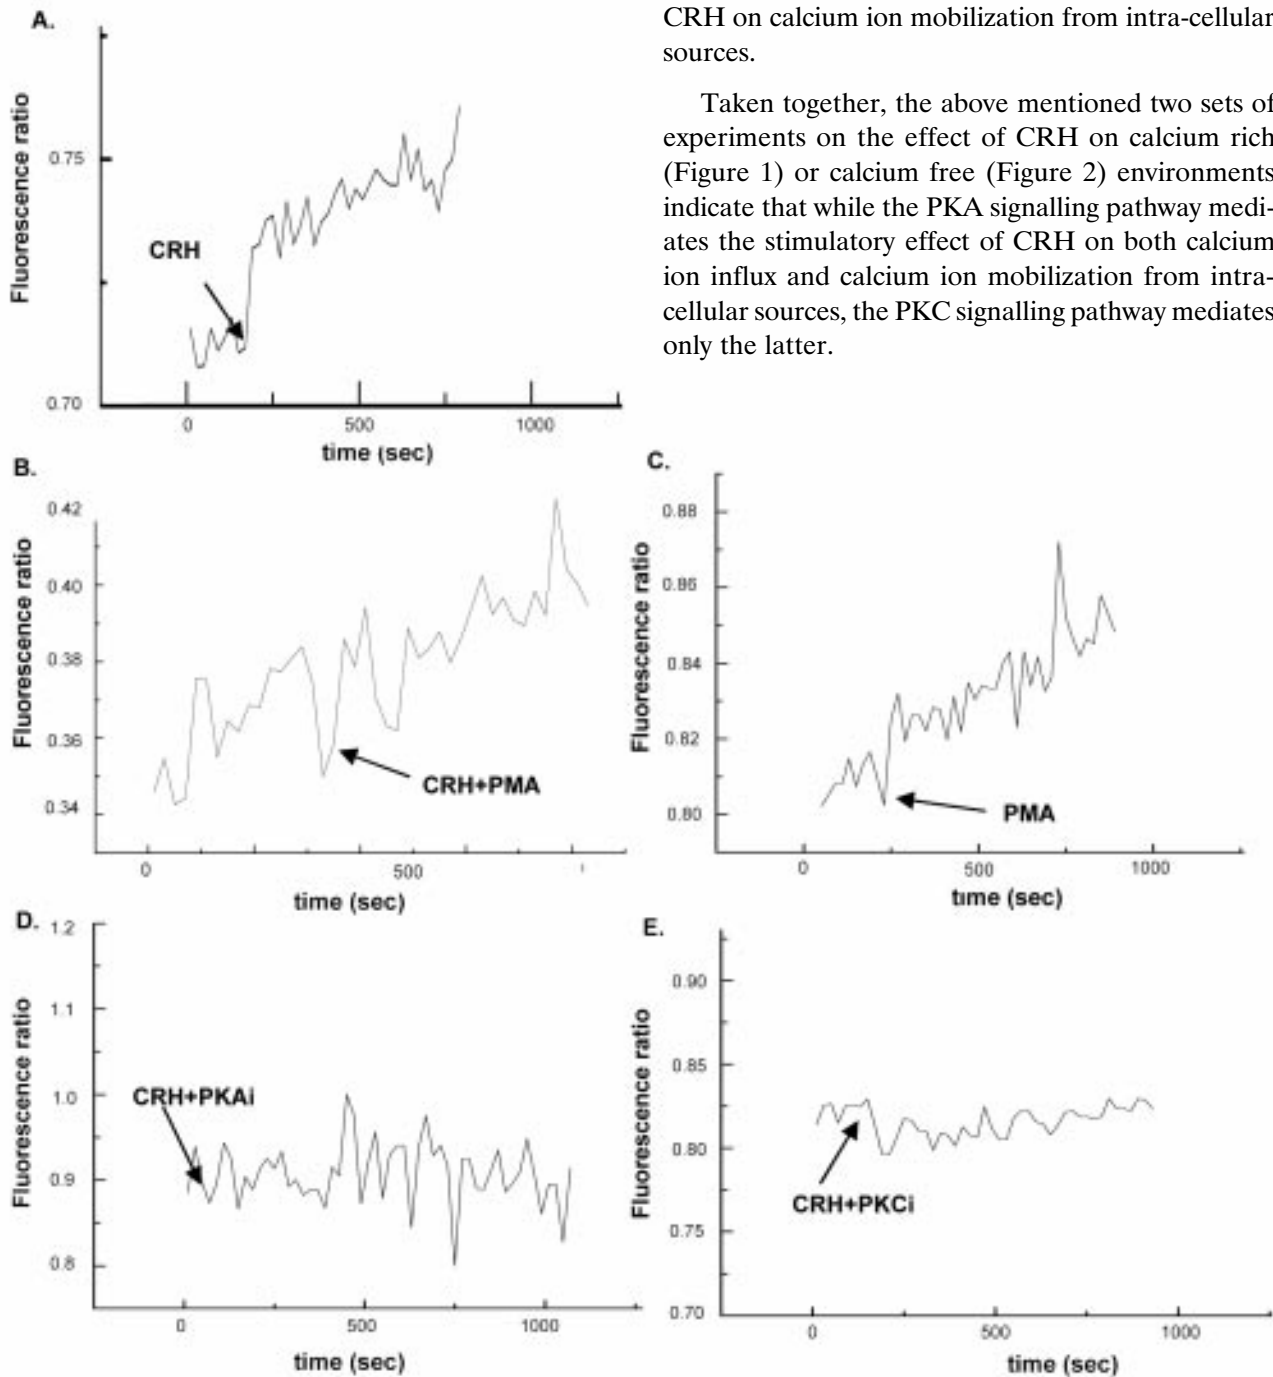 CRH on calcium ion mobilization from intra-cellular
sources.
Taken together, the above mentioned two sets of
experiments on the effect of CRH on calcium rich
(Figure 1) or calcium free (Figure 2) environments
indicate that while the PKA signalling pathway medi-
ates the stimulatory effect of CRH on both calcium
ion influx and calcium ion mobilization from intra-
cellular sources, the PKC signalling pathway mediates
only the latter.
A.
Fluorescence ratio
0.75
0.70
CRH
0 500 1000
time (sec)
B.
Fluorescence ratio
0.42
0.40
0.38
0.36
0.34
CRH+PMA
0 500
time (sec)
C.
Fluorescence ratio
0.88
0.86
0.84
0.82
0.80
PMA
0 500 1000
time (sec)
D.
Fluorescence ratio
1.2
1.1
1.0
0.9
0.8
CRH+PKAi
0 500 1000
time (sec)
E.
Fluorescence ratio
0.90
0.85
0.80
0.75
0.70
CRH+PKCi
0 500 1000
time (sec)